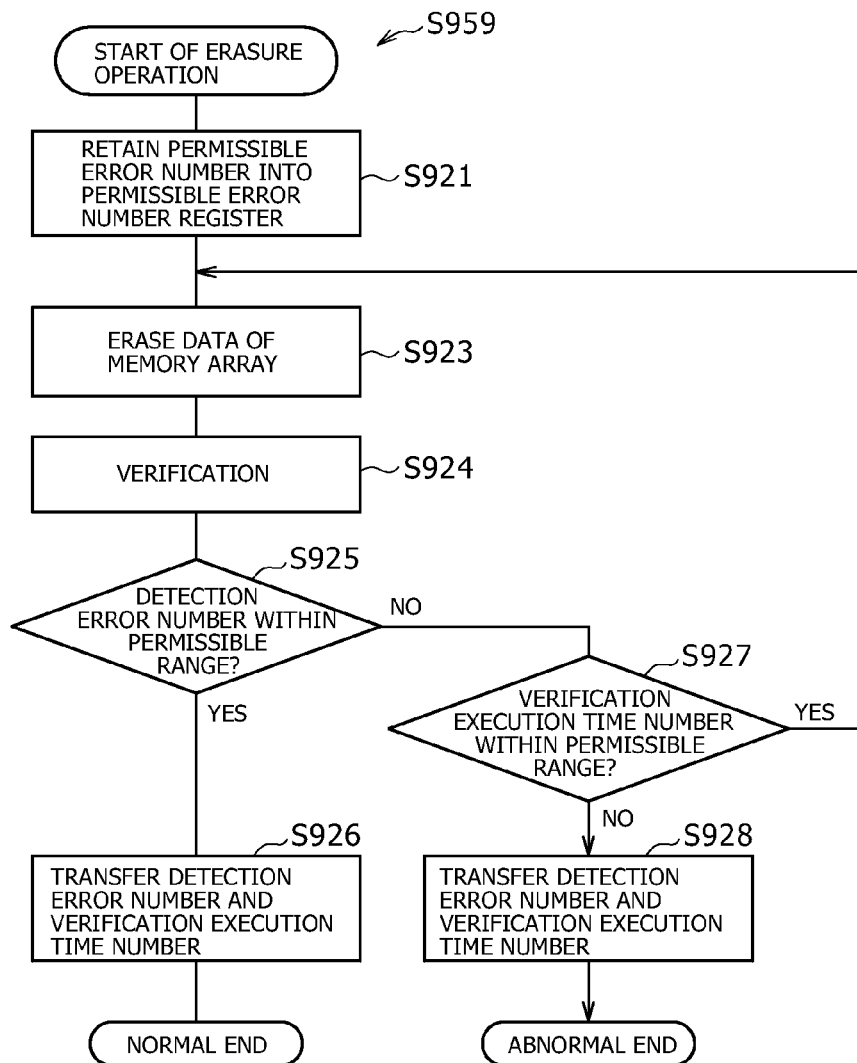 S959
START OF ERASURE
OPERATION
RETAIN PERMISSIBLE
ERROR NUMBER INTO
PERMISSIBLE ERROR
NUMBER REGISTER
S921
ERASE DATA OF
MEMORY ARRAY
S923
VERIFICATION
S924
S925
DETECTION
ERROR NUMBER WITHIN
PERMISSIBLE
RANGE?
NO
YES
S927
VERIFICATION
EXECUTION TIME NUMBER
WITHIN PERMISSIBLE
RANGE?
YES
NO
S926
TRANSFER DETECTION
ERROR NUMBER AND
VERIFICATION EXECUTION
TIME NUMBER
S928
TRANSFER DETECTION
ERROR NUMBER AND
VERIFICATION EXECUTION
TIME NUMBER
NORMAL END
ABNORMAL END